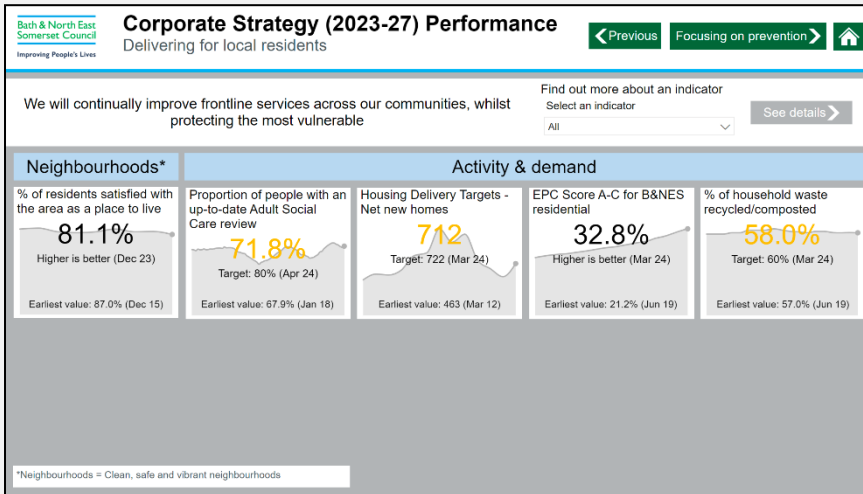 Bath & North East
Somerset Council
Improving People's Lives
Corporate Strategy (2023-27) Performance
Delivering for local residents
Previous
Focusing on prevention
We will continually improve frontline services across our communities, whilst
protecting the most vulnerable
Find out more about an indicator
Select an indicator
All
See details
Neighbourhoods*
Activity & demand
% of residents satisfied with
the area as a place to live
81.1%
Higher is better (Dec 23)
Earliest value: 87.0% (Dec 15)
Proportion of people with an
up-to-date Adult Social
Care review
71.8%
Target: 80% (Apr 24)
Earliest value: 67.9% (Jan 18)
Housing Delivery Targets -
Net new homes
712
Target: 722 (Mar 24)
Earliest value: 463 (Mar 12)
EPC Score A-C for B&NES
residential
32.8%
Higher is better (Mar 24)
Earliest value: 21.2% (Jun 19)
% of household waste
recycled/composted
58.0%
Target: 60% (Mar 24)
Earliest value: 57.0% (Jun 19)
*Neighbourhoods = Clean, safe and vibrant neighbourhoods